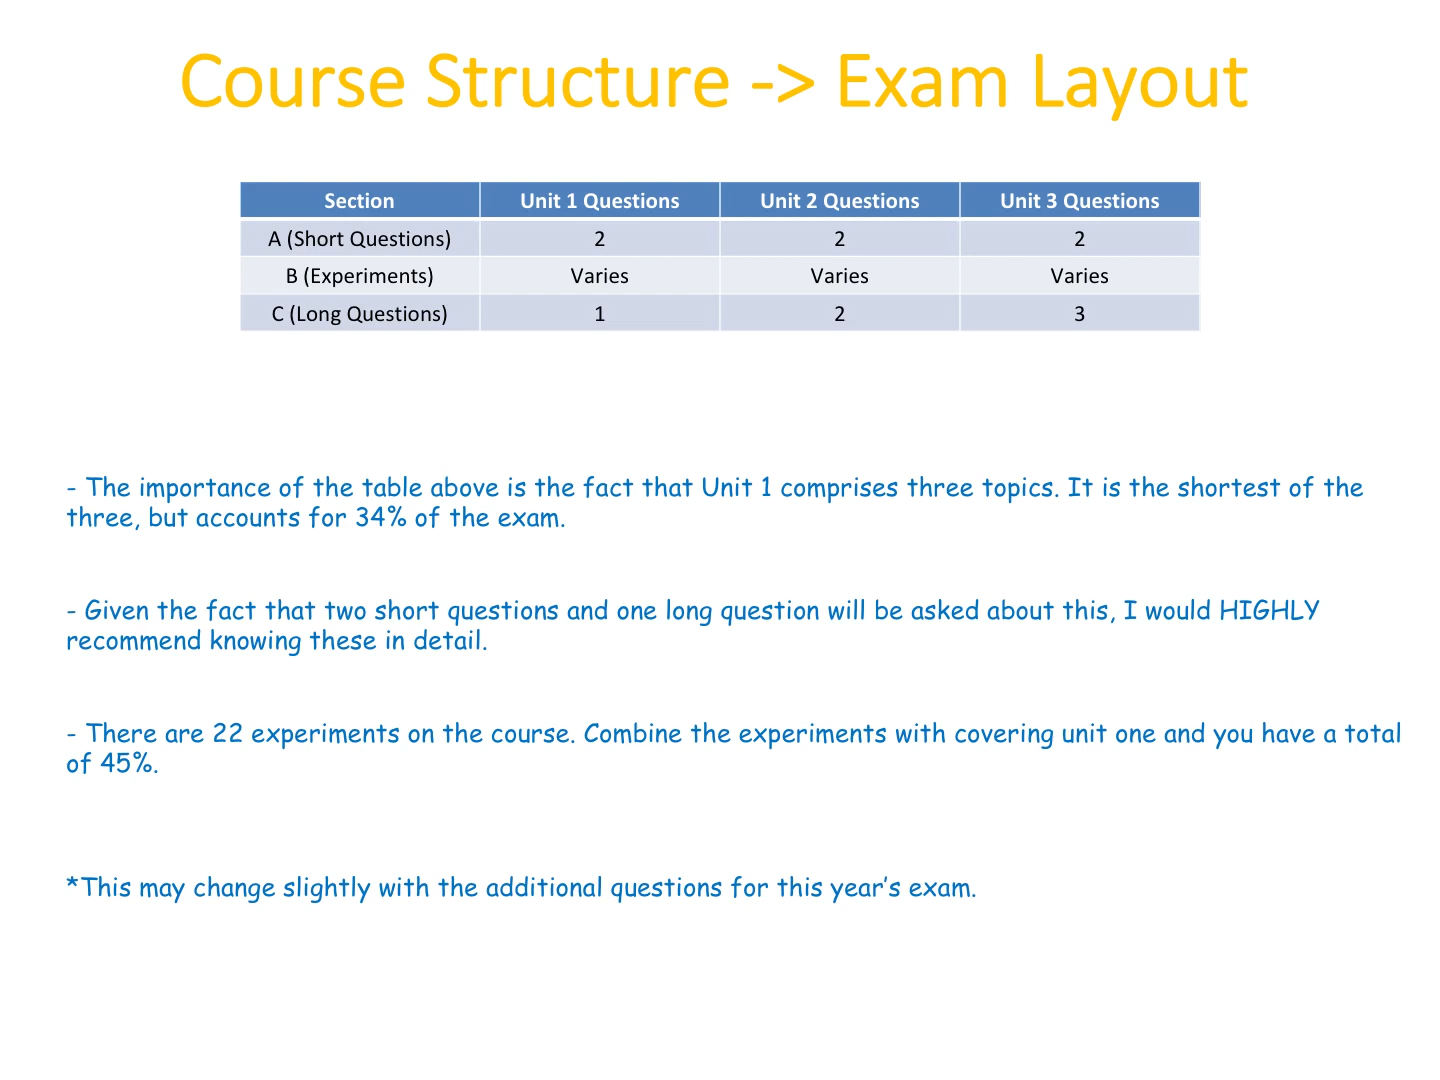 Course Structure -> Exam Layout
Section Unit 1 Questions Unit 2 Questions Unit 3 Questions
A (Short Questions) 2 2 2
B (Experiments) Varies Varies Varies
C (Long Questions) 1 2 3
- The importance of the table above is the fact that Unit 1 comprises three topics. It is the shortest of the
three, but accounts for 34% of the exam.
- Given the fact that two short questions and one long question will be asked about this, I would HIGHLY
recommend knowing these in detail.
- There are 22 experiments on the course. Combine the experiments with covering unit one and you have a total
of 45%.
*This may change slightly with the additional questions for this year’s exam.